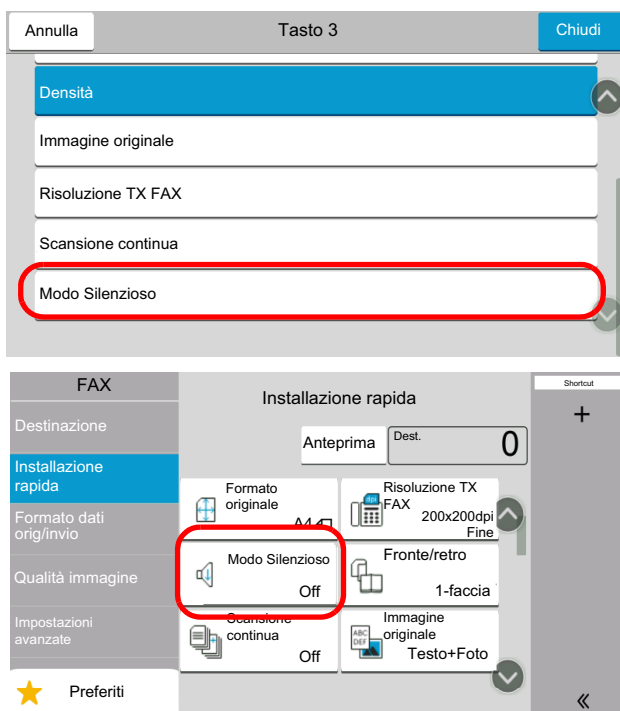 Annulla
Tasto 3
Chiudi
Densità
Immagine originale
Risoluzione TX FAX
Scansione continua
Modo Silenzioso
FAX
Installazione rapida
Shortcut
+
Destinazione
Anteprima
Dest.
0
Installazione
rapida
Formato
originale
A4
Risoluzione TX
FAX
200x200dpi
Fine
Formato dati
orig/invio
Modo Silenzioso
Off
Fronte/retro
1-faccia
Qualità immagine
Scansione
continua
Off
Immagine
originale
Testo+Foto
Impostazioni
avanzate
Preferiti